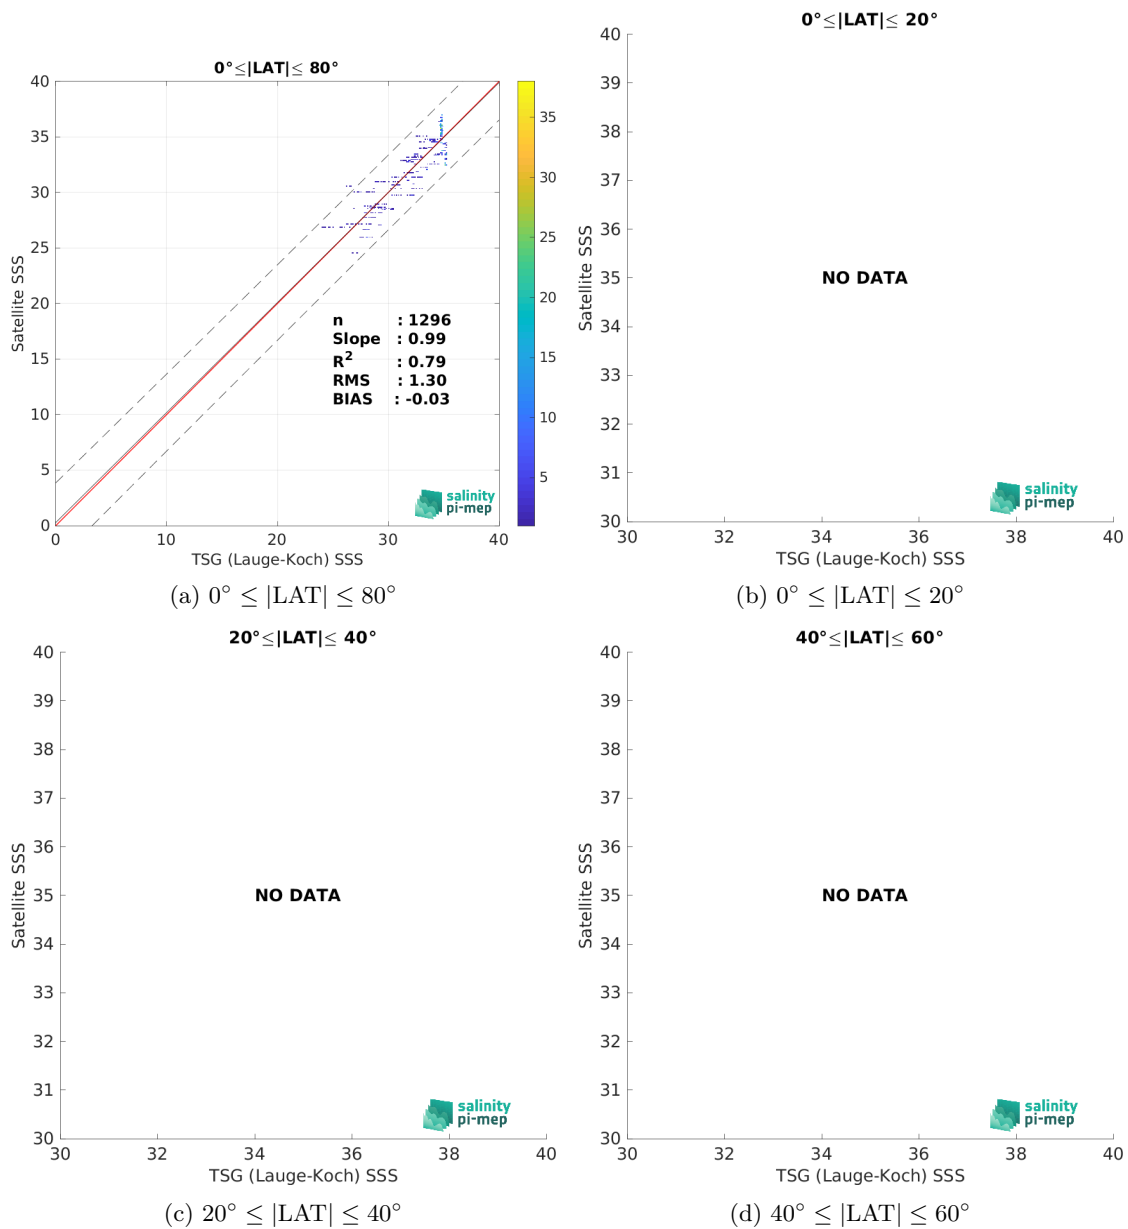 0°≤|LAT|≤ 80°
40
35
30
25
20
15
10
5
0
0
10
20
30
40
Satellite SSS
TSG (Lauge-Koch) SSS
n : 1296
Slope : 0.99
R2 : 0.79
RMS : 1.30
BIAS : -0.03
salinity
pi-mep
35
30
25
20
15
10
5
(a) 0° ≤ |LAT| ≤ 80°
0°≤|LAT|≤ 20°
40
39
38
37
36
35
34
33
32
31
30
30
32
34
36
38
40
Satellite SSS
TSG (Lauge-Koch) SSS
NO DATA
salinity
pi-mep
(b) 0° ≤ |LAT| ≤ 20°
20°≤|LAT|≤ 40°
40
39
38
37
36
35
34
33
32
31
30
30
32
34
36
38
40
Satellite SSS
TSG (Lauge-Koch) SSS
NO DATA
salinity
pi-mep
(c) 20° ≤ |LAT| ≤ 40°
40°≤|LAT|≤ 60°
40
39
38
37
36
35
34
33
32
31
30
30
32
34
36
38
40
Satellite SSS
TSG (Lauge-Koch) SSS
NO DATA
salinity
pi-mep
(d) 40° ≤ |LAT| ≤ 60°